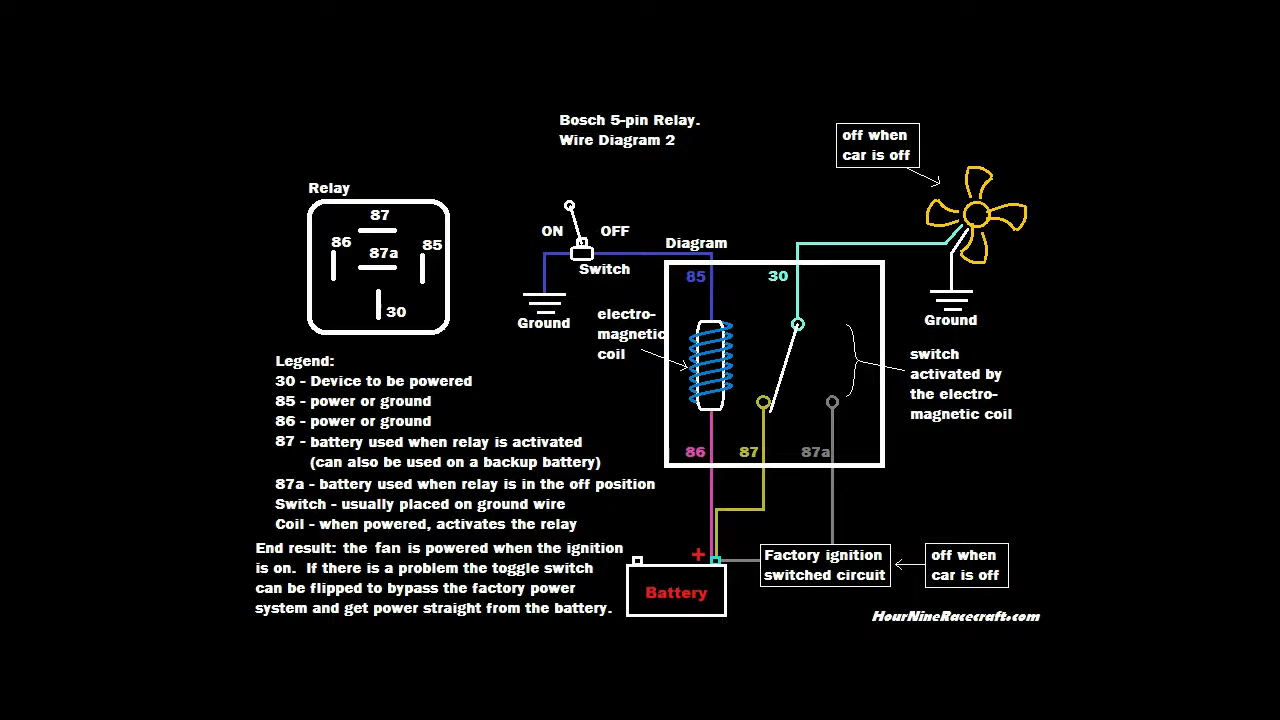 Bosch 5-pin Relay.
Wire Diagram 2
off when
car is off
Relay
87
86
85
87a
30
ON
OFF
Switch
Ground
Diagram
85
30
electro-
magnetic
coil
86
87
87a
Ground
switch
activated by
the electro-
magnetic coil
Legend:
30 - Device to be powered
85 - power or ground
86 - power or ground
87 - battery used when relay is activated
(can also be used on a backup battery)
87a - battery used when relay is in the off position
Switch - usually placed on ground wire
Coil - when powered, activates the relay
End result: the fan is powered when the ignition
is on. If there is a problem the toggle switch
can be flipped to bypass the factory power
system and get power straight from the battery.
+
Battery
Factory ignition
switched circuit
off when
car is off
HourNineRacecraft.com